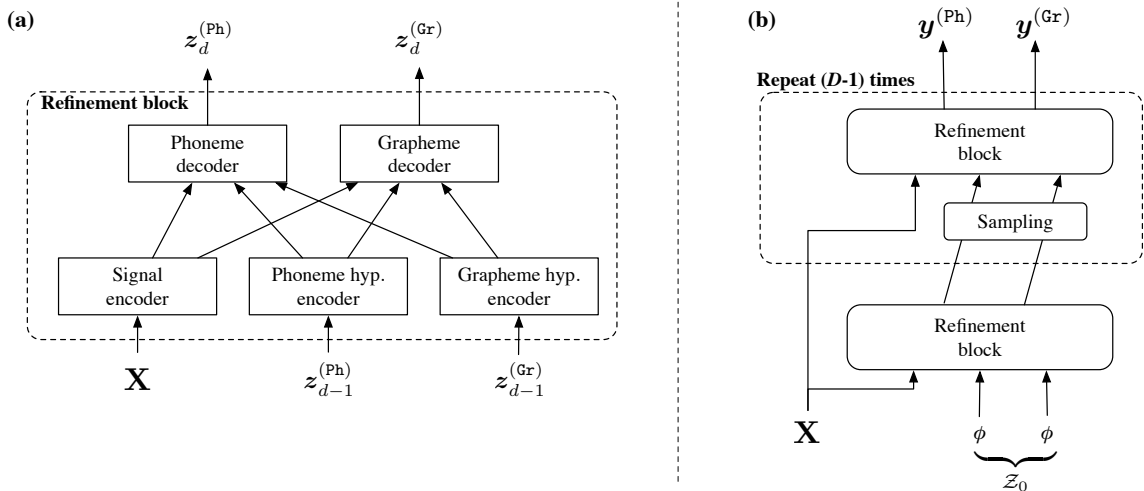 (a)
z_d^{(Ph)} z_d^{(Gr)}
Refinement block
Phoneme
decoder
Grapheme
decoder
Signal
encoder
Phoneme hyp.
encoder
Grapheme hyp.
encoder
X z_{d-1}^{(Ph)} z_{d-1}^{(Gr)}
(b)
y^{(Ph)} y^{(Gr)}
Repeat (D-1) times
Refinement
block
Sampling
Refinement
block
X
ϕ ϕ
Z_0